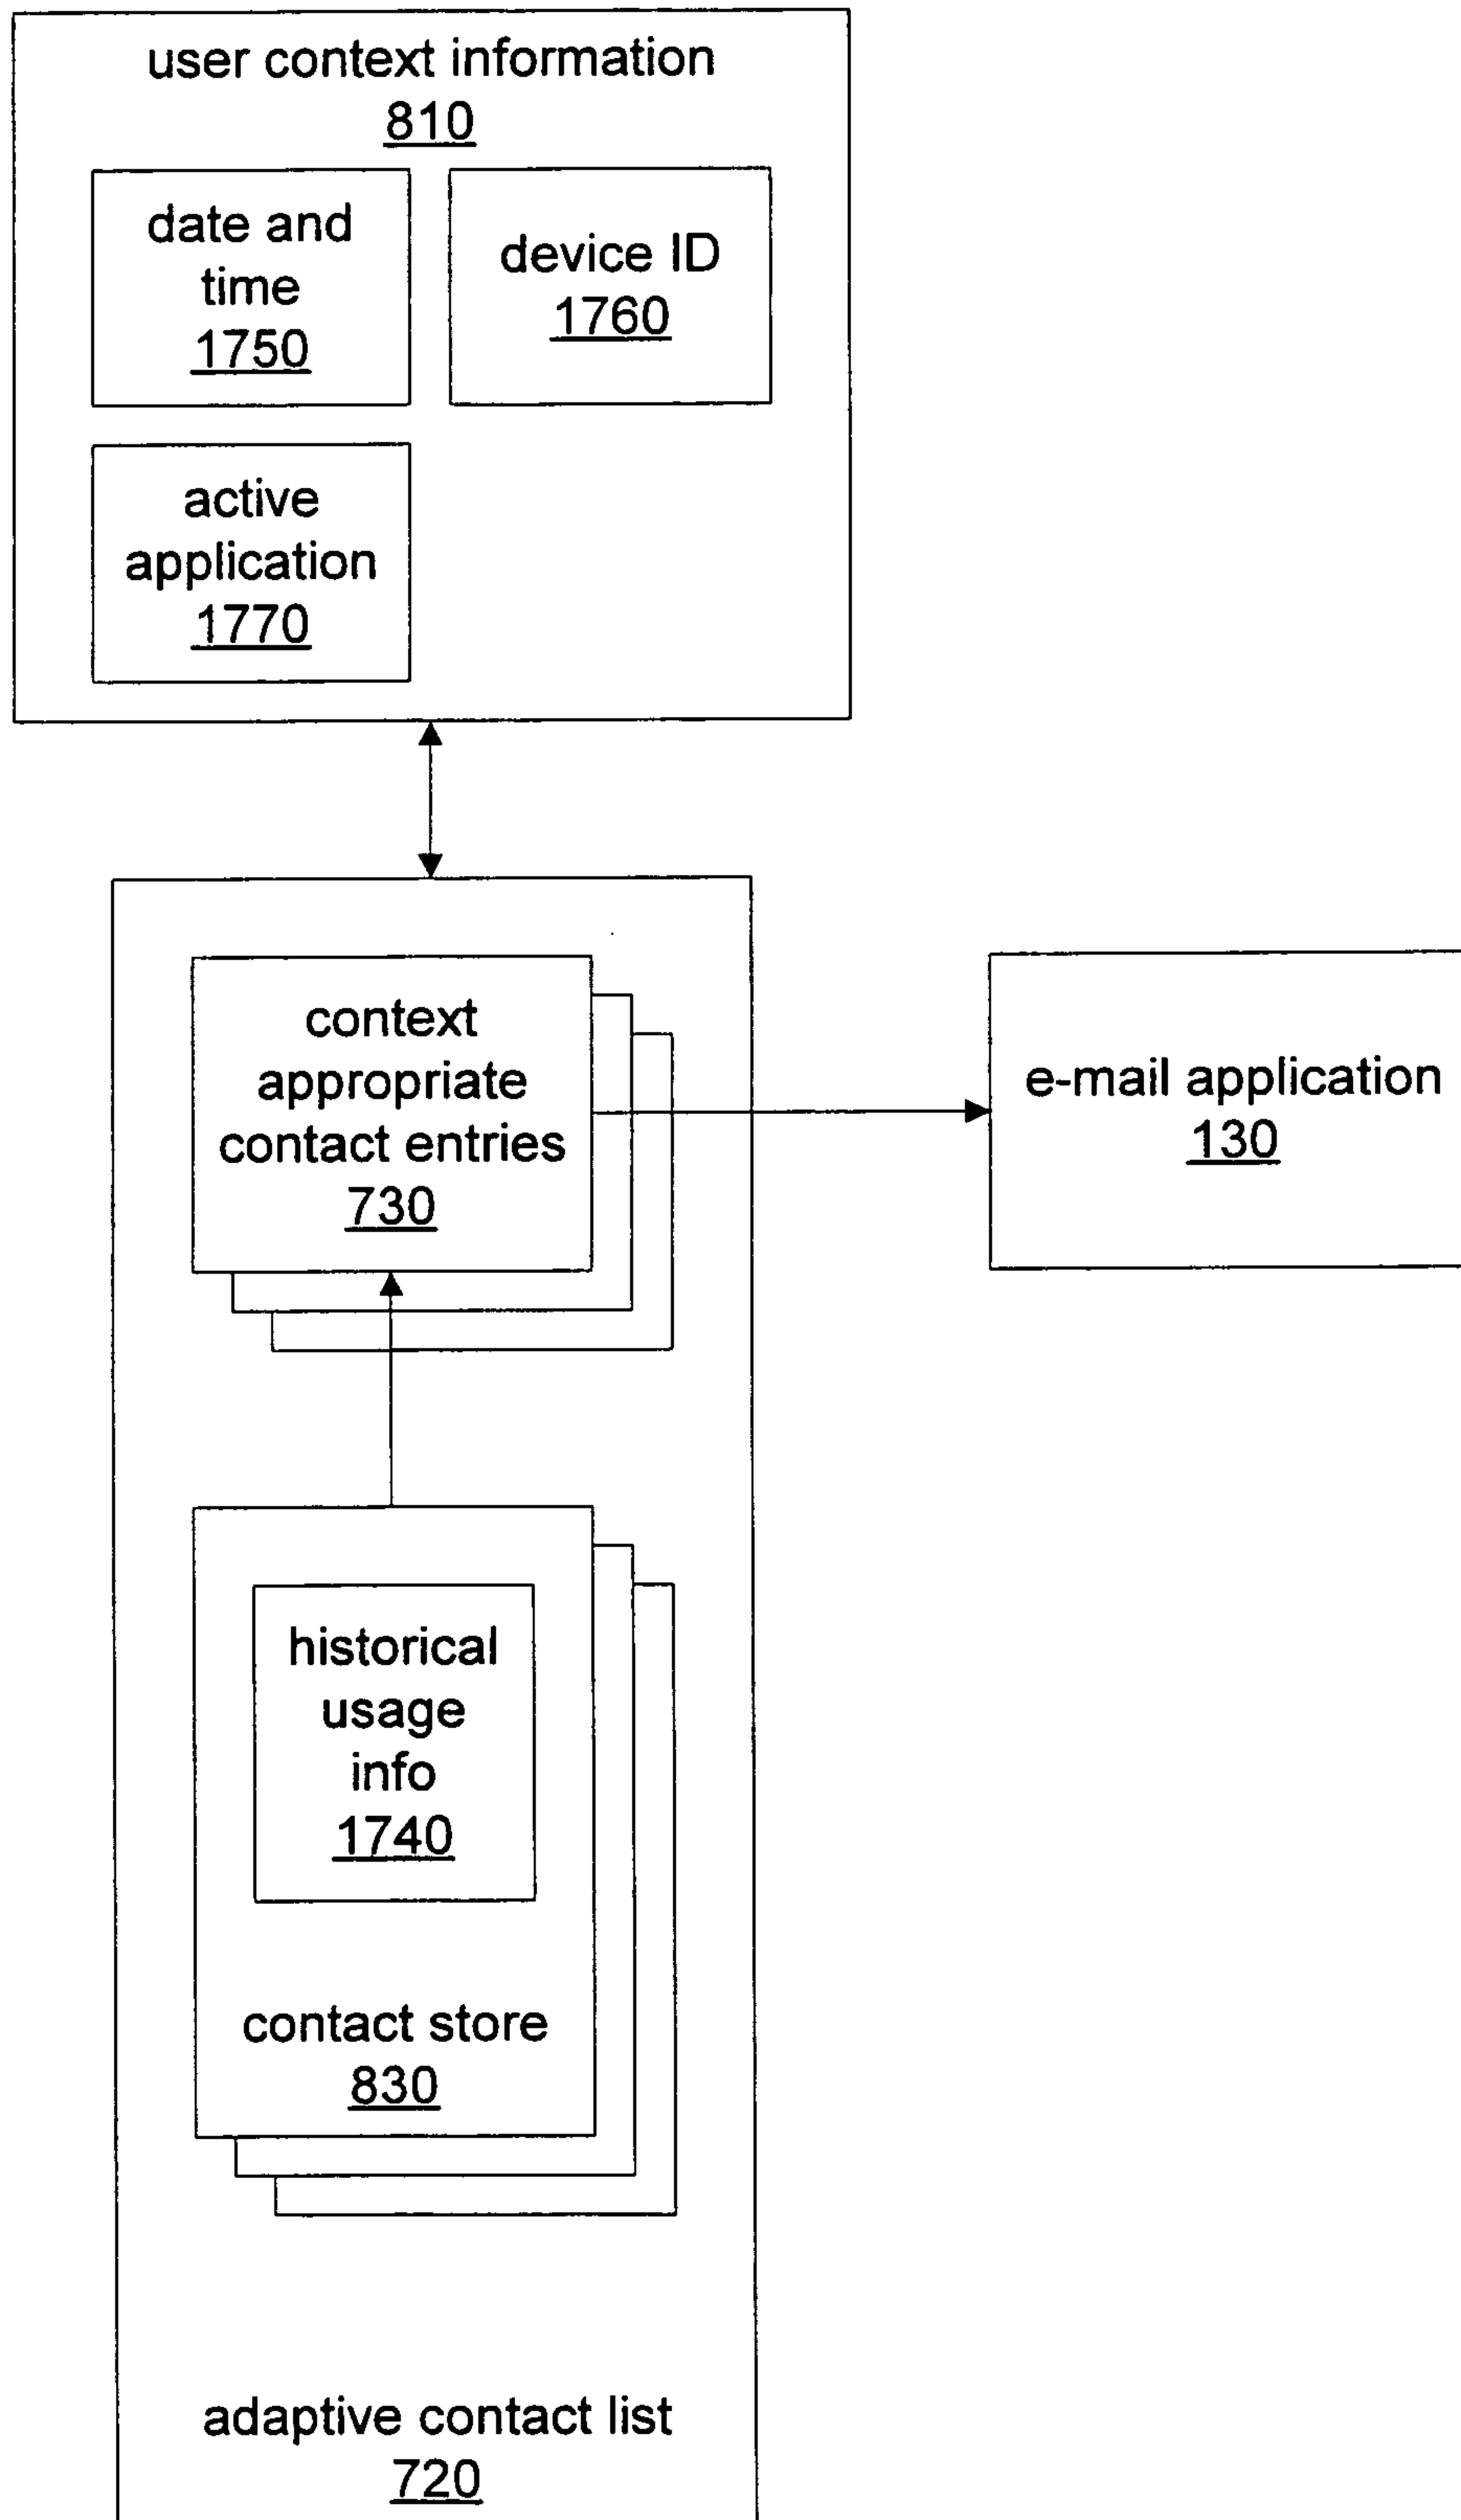 user context information
810
date and
time
1750
device ID
1760
active
application
1770
context
appropriate
contact entries
730
e-mail application
130
historical
usage
info
1740
contact store
830
adaptive contact list
720